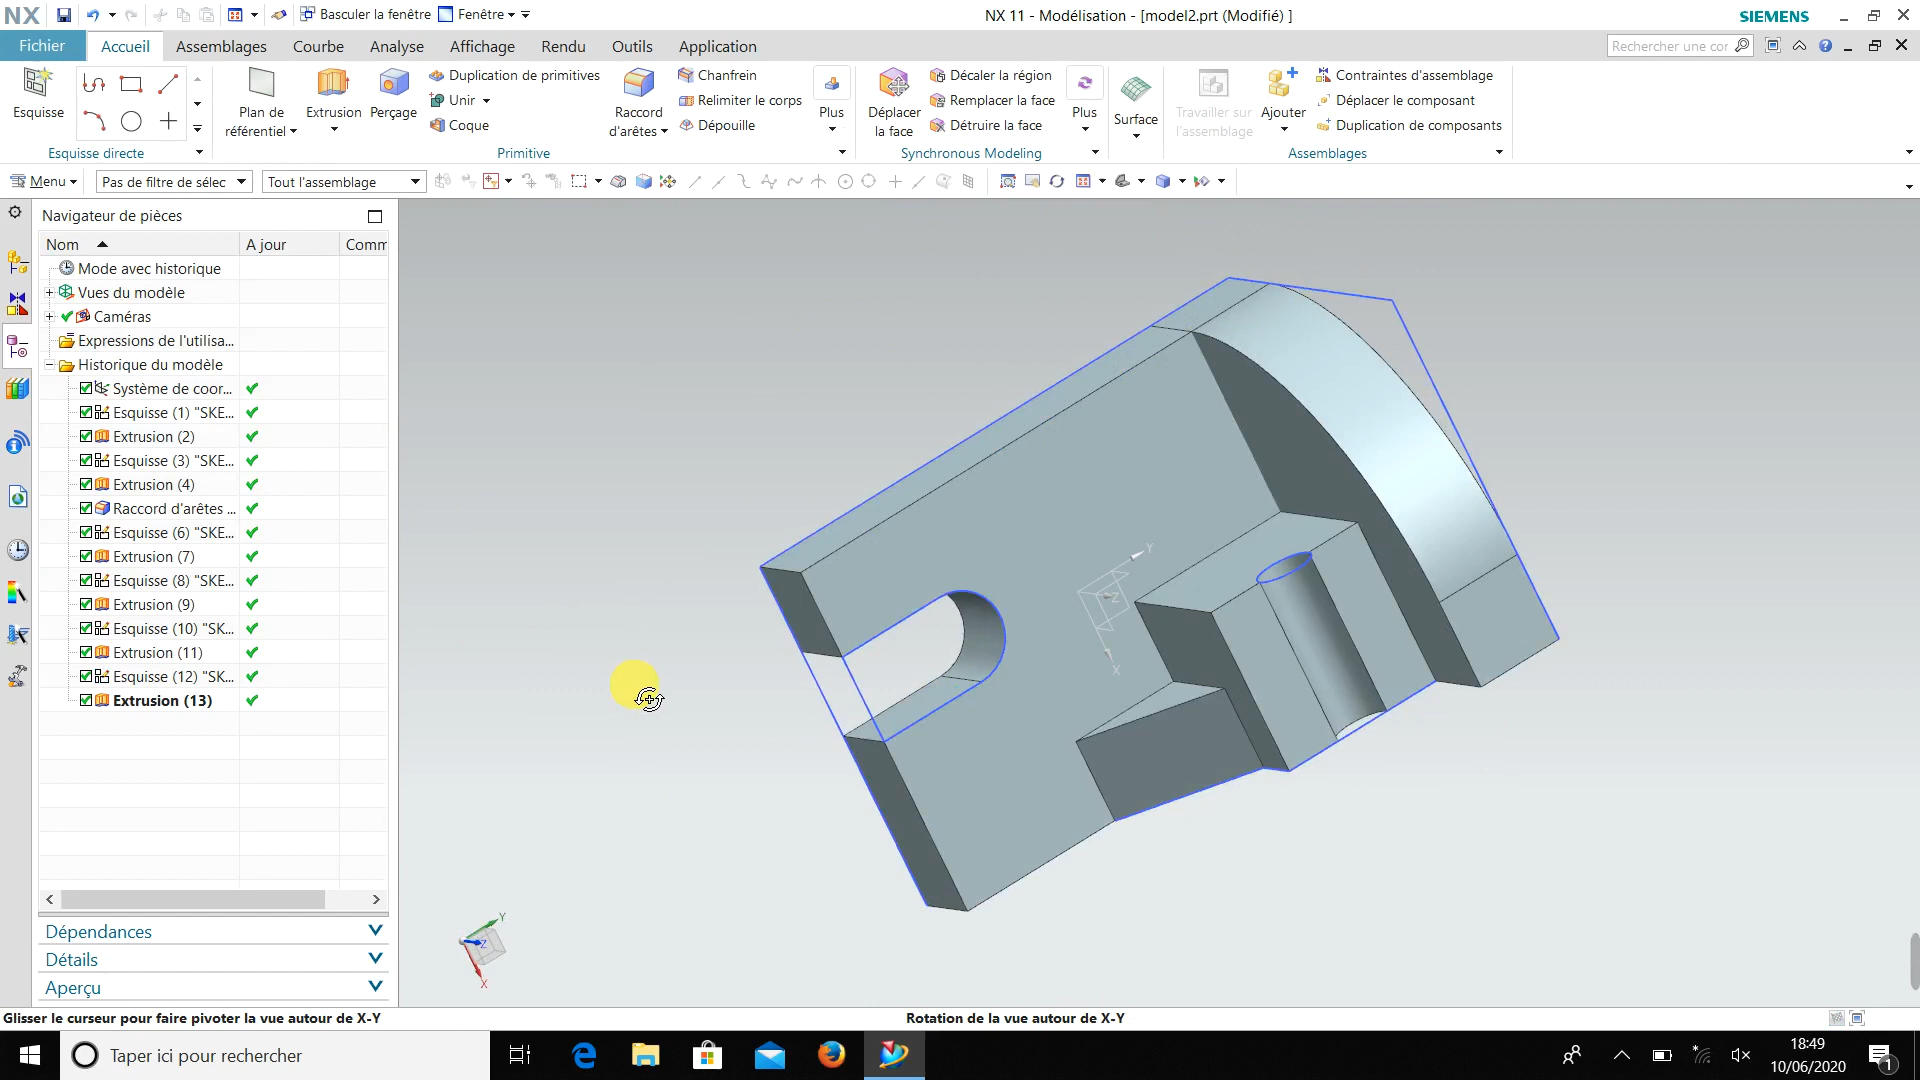 NX
Basculer la fenêtre
Fenêtre
NX 11 - Modélisation - [model2.prt (Modifié) ]
SIEMENS
Fichier
Accueil
Assemblages
Courbe
Analyse
Affichage
Rendu
Outils
Application
Rechercher une cor
Esquisse
Plan de référentiel
Extrusion
Perçage
Duplication de primitives
Unir
Coque
Raccord d'arêtes
Chanfrein
Relimiter le corps
Dépouille
Plus
Déplacer la face
Décaler la région
Remplacer la face
Détruire la face
Plus
Surface
Travailler sur l'assemblage
Ajouter
Contraintes d'assemblage
Déplacer le composant
Duplication de composants
Esquisse directe
Primitive
Synchronous Modeling
Assemblages
Menu
Pas de filtre de sélec
Tout l'assemblage
Navigateur de pièces
Nom
A jour
Comm
Mode avec historique
Vues du modèle
Caméras
Expressions de l'utilisa...
Historique du modèle
Système de coor...
Esquisse (1) "SKE...
Extrusion (2)
Esquisse (3) "SKE...
Extrusion (4)
Raccord d'arêtes ...
Esquisse (6) "SKE...
Extrusion (7)
Esquisse (8) "SKE...
Extrusion (9)
Esquisse (10) "SK...
Extrusion (11)
Esquisse (12) "SK...
Extrusion (13)
Dépendances
Détails
Aperçu
Y
Z
X
Y
Z
X
Glisser le curseur pour faire pivoter la vue autour de X-Y
Rotation de la vue autour de X-Y
Taper ici pour rechercher
18:49
10/06/2020
1